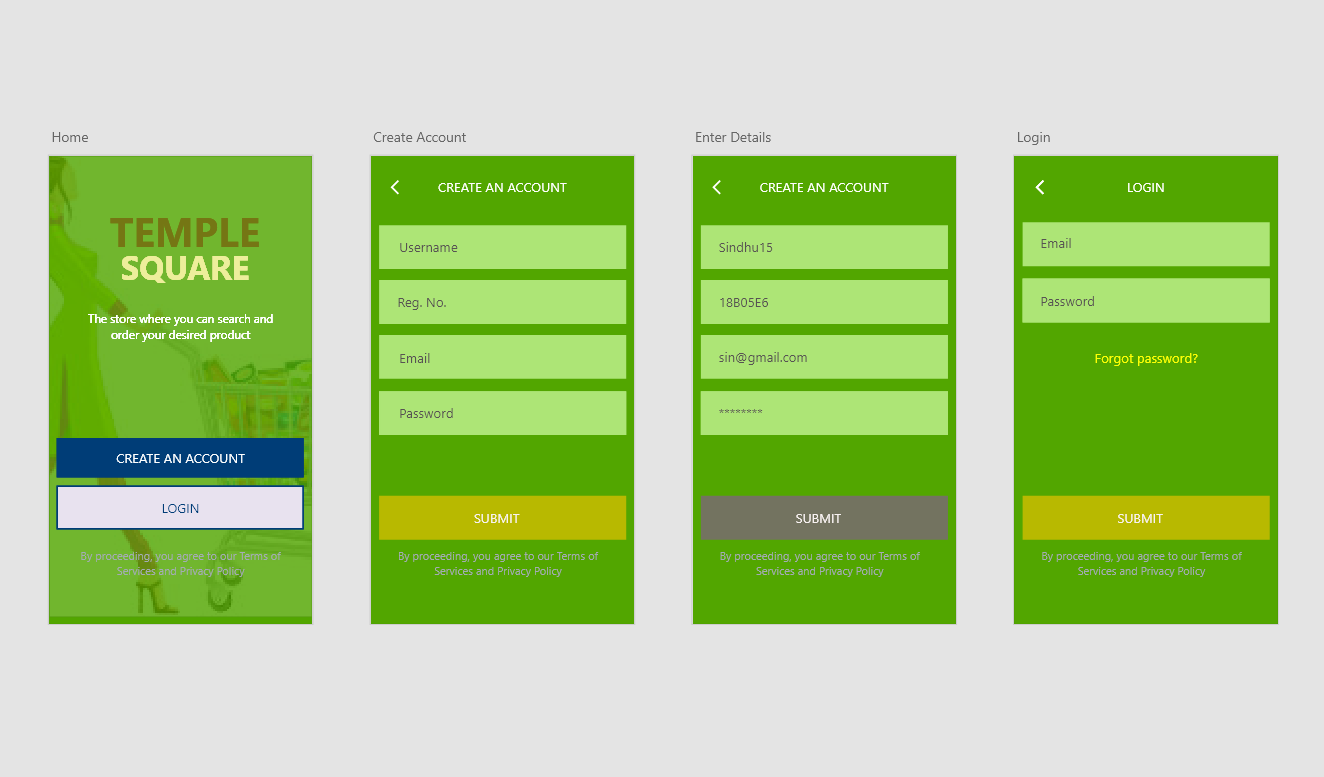 Home
TEMPLE
SQUARE
The store where you can search and
order your desired product
CREATE AN ACCOUNT
LOGIN
By proceeding, you agree to our Terms of
Services and Privacy Policy
Create Account
CREATE AN ACCOUNT
Username
Reg. No.
Email
Password
SUBMIT
By proceeding, you agree to our Terms of
Services and Privacy Policy
Enter Details
CREATE AN ACCOUNT
Sindhu15
18B05E6
sin@gmail.com
********
SUBMIT
By proceeding, you agree to our Terms of
Services and Privacy Policy
Login
LOGIN
Email
Password
Forgot password?
SUBMIT
By proceeding, you agree to our Terms of
Services and Privacy Policy